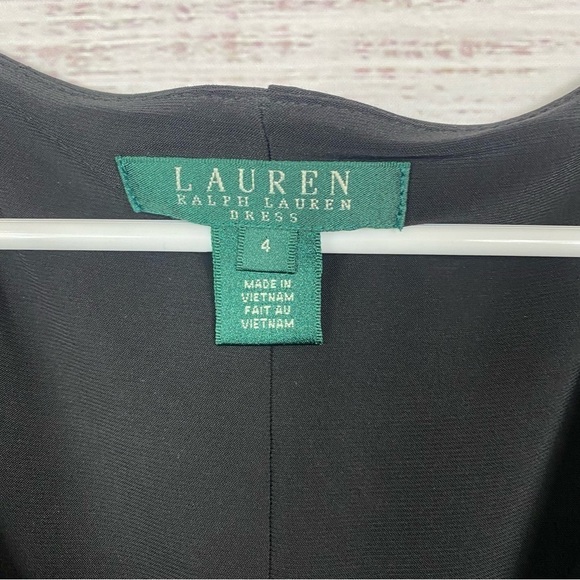 LAUREN
RALPH LAUREN
DRESS
4
MADE IN
VIETNAM
FAIT AU
VIETNAM